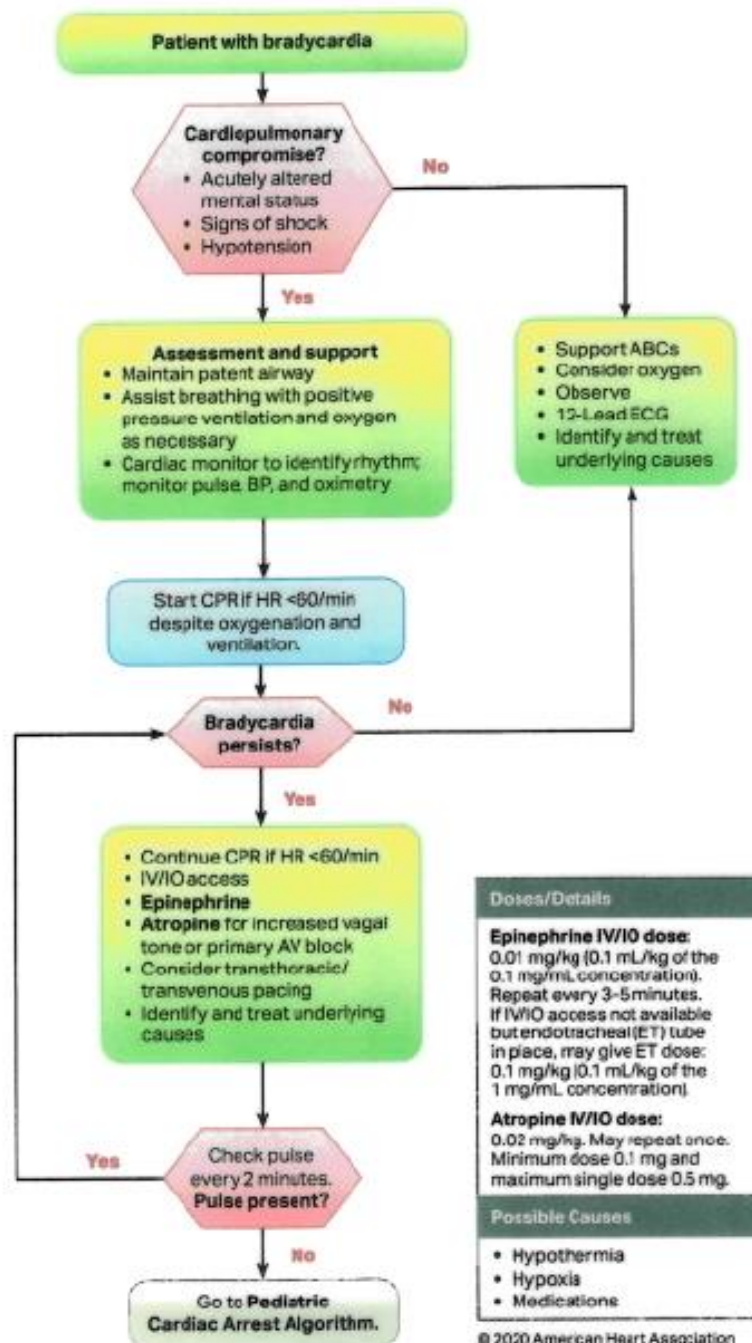 Patient with bradycardia
Cardiopulmonary
compromise?
• Acutely altered
mental status
• Signs of shock
• Hypotension
No
Yes
Assessment and support
• Maintain patent airway
• Assist breathing with positive
pressure ventilation and oxygen
as necessary
• Cardiac monitor to identify rhythm;
monitor pulse, BP, and oximetry
• Support ABCs
• Consider oxygen
• Observe
• 12-Lead ECG
• Identify and treat
underlying causes
Start CPR if HR <60/min
despite oxygenation and
ventilation.
Bradycardia
persists?
No
Yes
• Continue CPR if HR <60/min
• IV/IO access
• Epinephrine
• Atropine for increased vagal
tone or primary AV block
• Consider transthoracic/
transvenous pacing
• Identify and treat underlying
causes
Check pulse
every 2 minutes.
Pulse present?
Yes
No
Go to Pediatric
Cardiac Arrest Algorithm.
Doses/Details
Epinephrine IV/IO dose:
0.01 mg/kg (0.1 mL/kg of the
0.1 mg/mL concentration).
Repeat every 3-5 minutes.
If IV/IO access not available
but endotracheal (ET) tube
in place, may give ET dose:
0.1 mg/kg (0.1 mL/kg of the
1 mg/mL concentration).
Atropine IV/IO dose:
0.02 mg/kg. May repeat once.
Minimum dose 0.1 mg and
maximum single dose 0.5 mg.
Possible Causes
• Hypothermia
• Hypoxia
• Medications
© 2020 American Heart Association